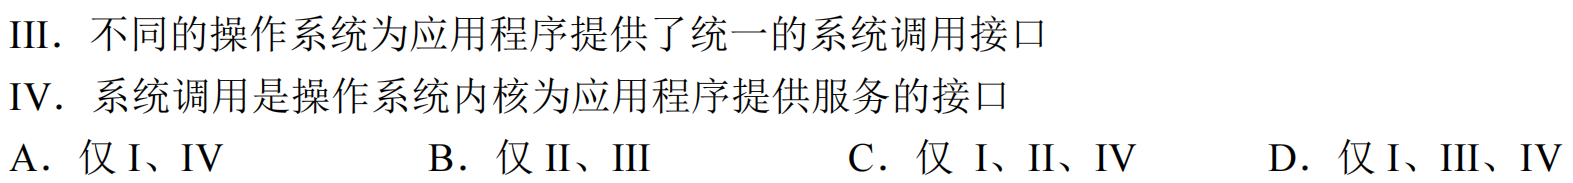 III. 不同的操作系统为应用程序提供了统一的系统调用接口
IV. 系统调用是操作系统内核为应用程序提供服务的接口
A. 仅 I、IV B. 仅 II、III C. 仅 I、II、IV D. 仅 I、III、IV